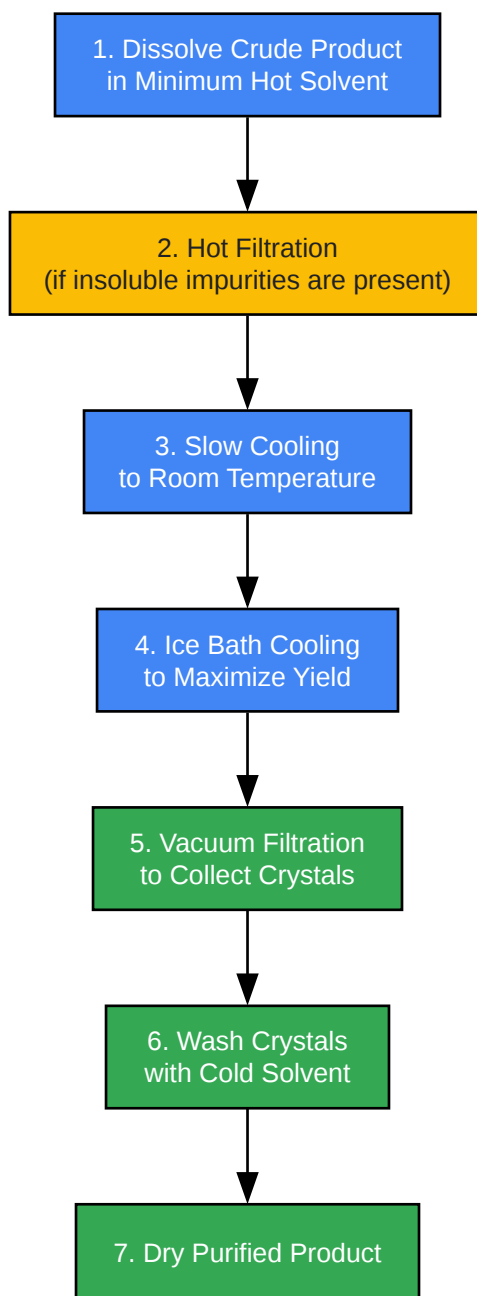 1. Dissolve Crude Product
in Minimum Hot Solvent
2. Hot Filtration
(if insoluble impurities are present)
3. Slow Cooling
to Room Temperature
4. Ice Bath Cooling
to Maximize Yield
5. Vacuum Filtration
to Collect Crystals
6. Wash Crystals
with Cold Solvent
7. Dry Purified Product